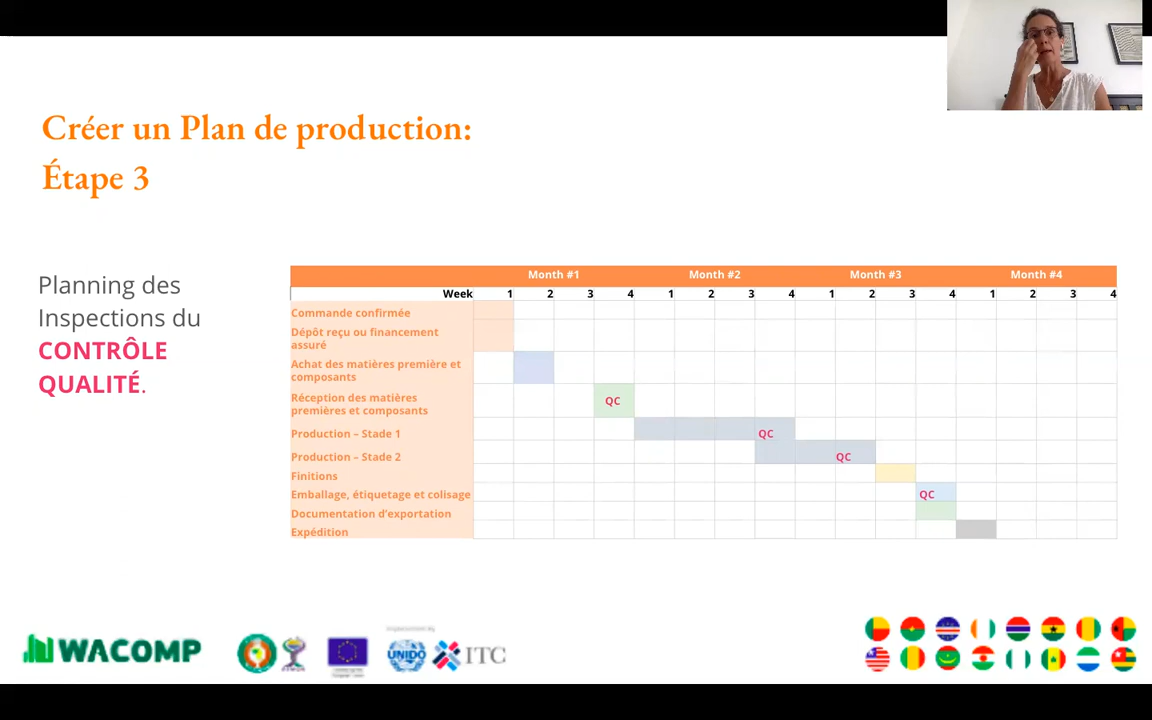 Créer un Plan de production:
Étape 3
Planning des
Inspections du
CONTRÔLE
QUALITÉ.
Month #1 Month #2 Month #3 Month #4
Week 1 2 3 4 1 2 3 4 1 2 3 4 1 2 3 4
Commande confirmée
Dépôt reçu ou financement
assuré
Achat des matières première et
composants
Réception des matières
premières et composants
QC
Production – Stade 1 QC
Production – Stade 2 QC
Finitions
Emballage, étiquetage et colisage QC
Documentation d’exportation
Expédition
WACOMP
UNIDO
ITC